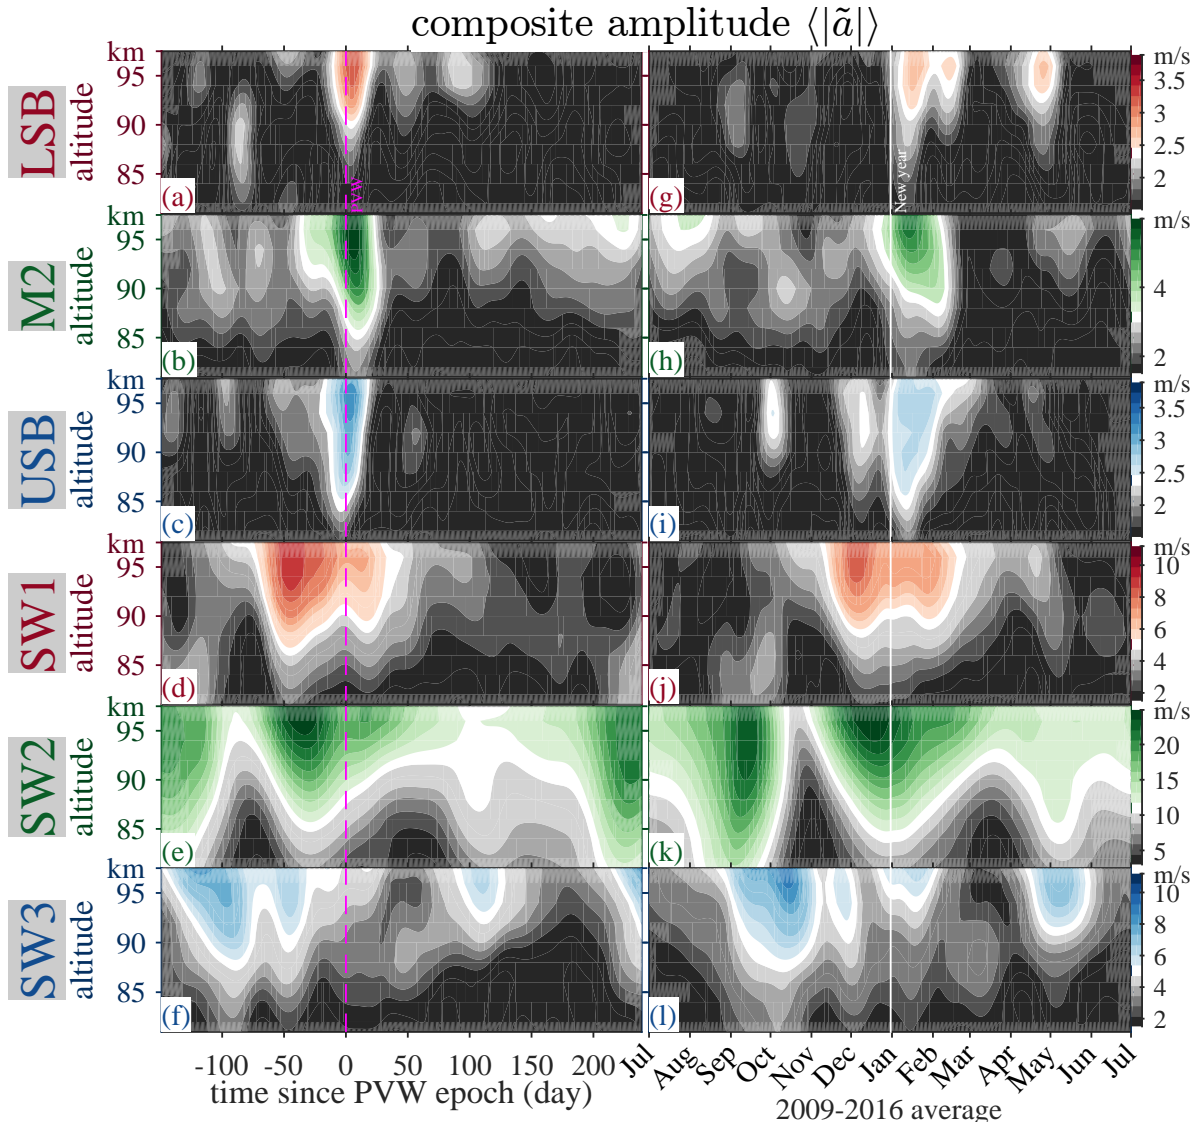 composite amplitude ⟨|ã|⟩
LSB
altitude
km
95
90
85
(a)
PVW
(g)
New year
m/s
3.5
3
2.5
2
M2
altitude
km
95
90
85
(b)
(h)
m/s
4
2
USB
altitude
km
95
90
85
(c)
(i)
m/s
3.5
3
2.5
2
SW1
altitude
km
95
90
85
(d)
(j)
m/s
10
8
6
4
2
SW2
altitude
km
95
90
85
(e)
(k)
m/s
20
15
10
5
SW3
altitude
km
95
90
85
(f)
(l)
m/s
10
8
6
4
2
-100 -50 0 50 100 150 200
time since PVW epoch (day)
Jul Aug Sep Oct Nov Dec Jan Feb Mar Apr May Jun Jul
2009-2016 average